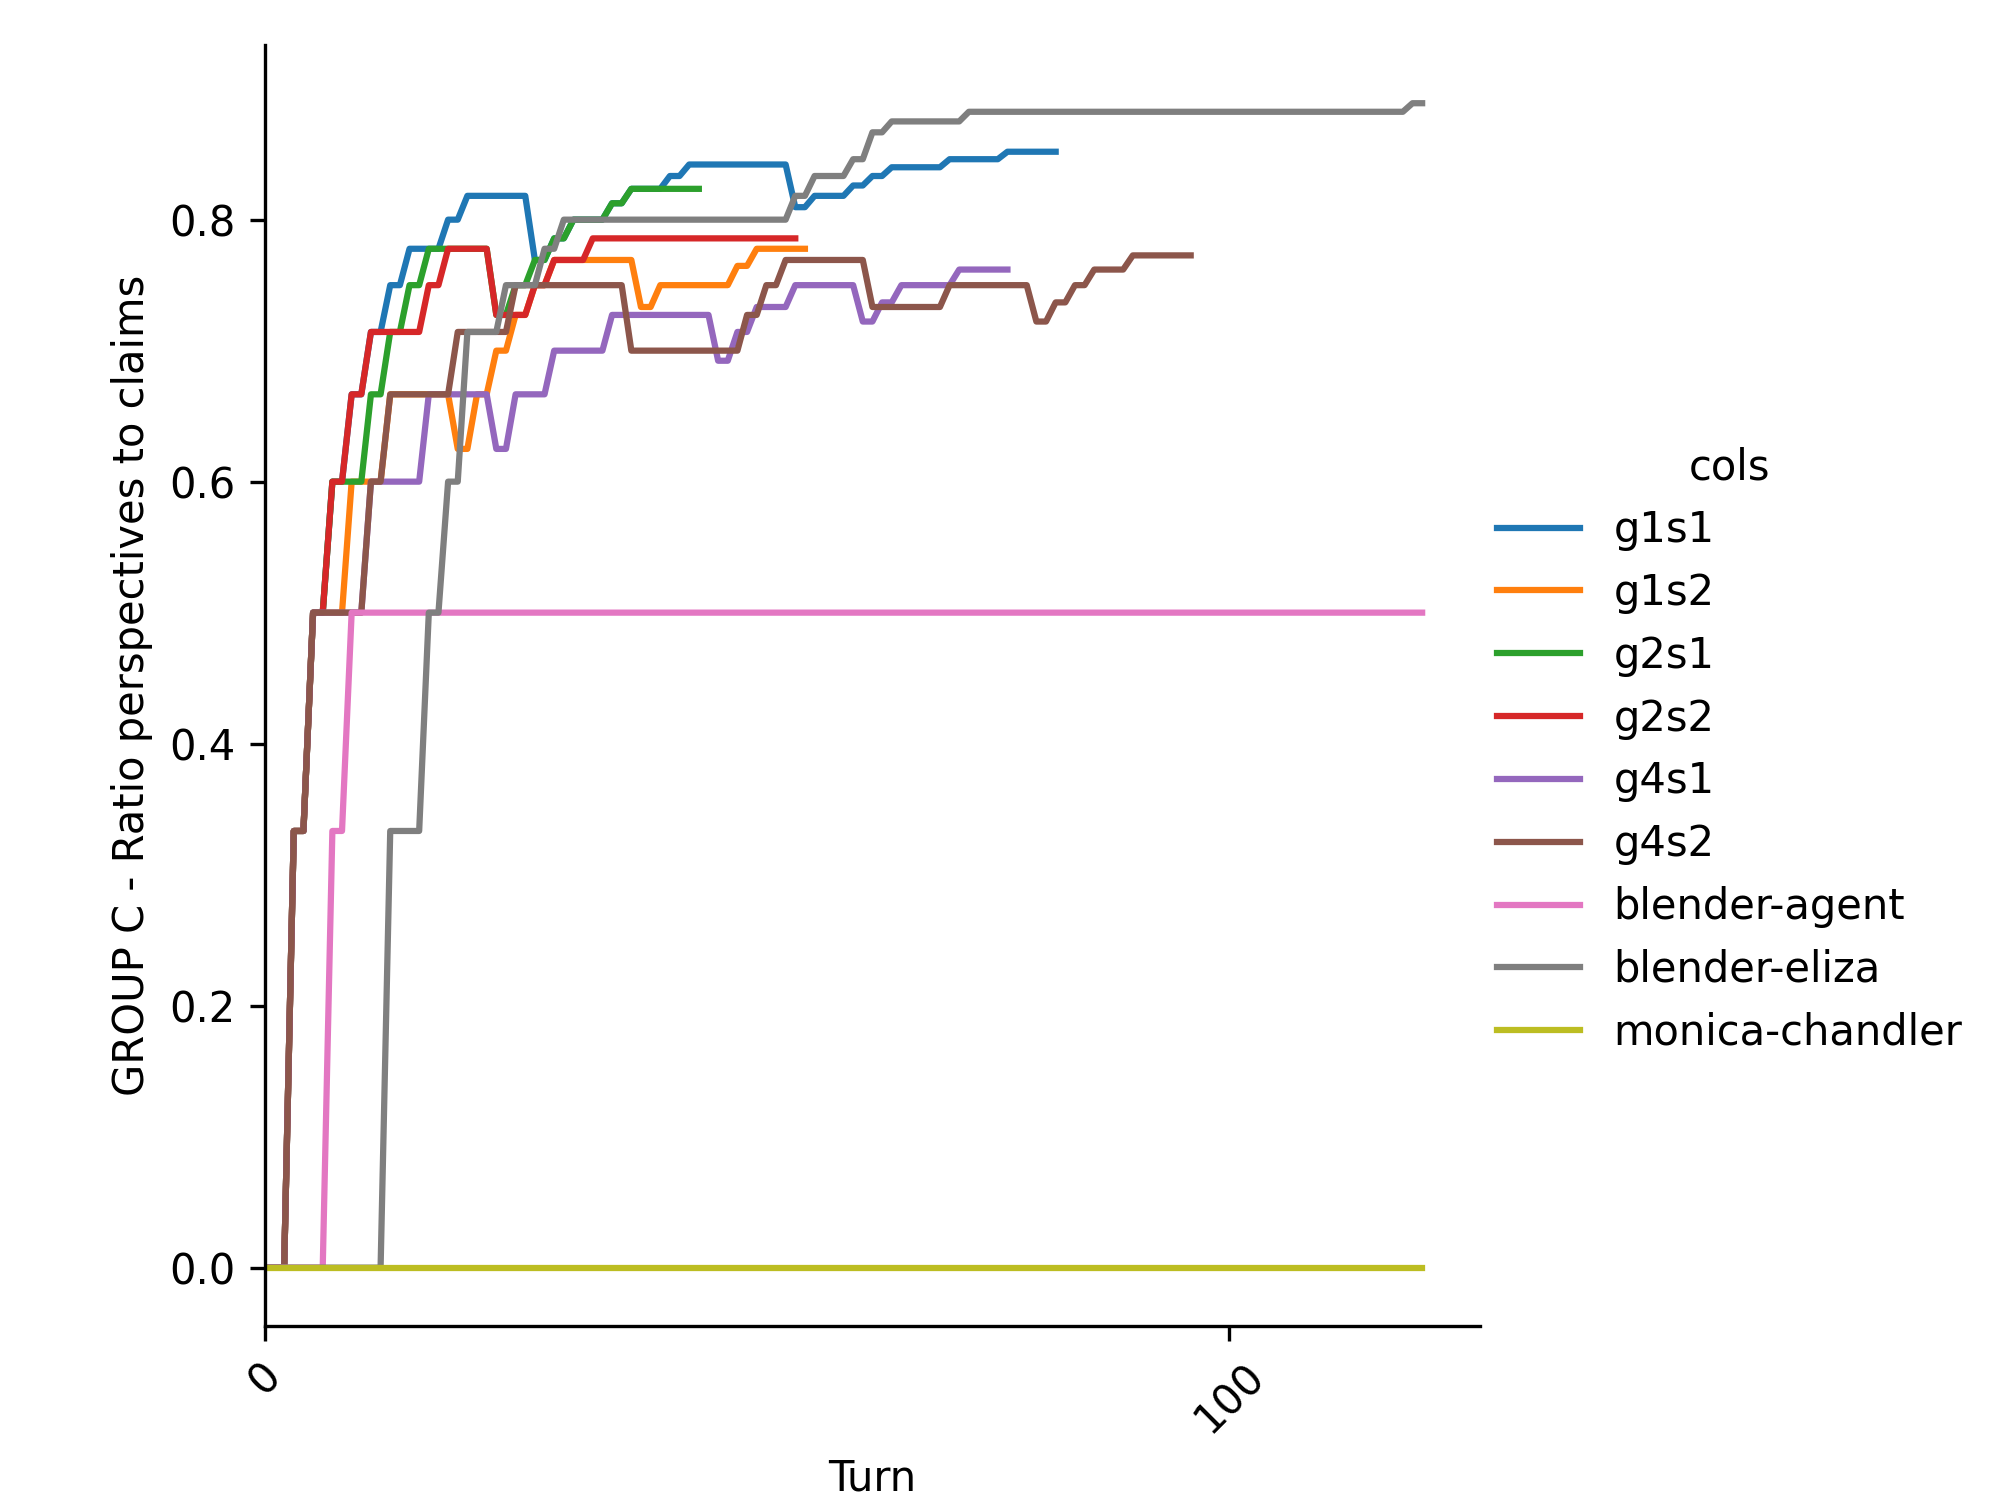 GROUP C - Ratio perspectives to claims
0.8
0.6
0.4
0.2
0.0
0
100
Turn
cols
g1s1
g1s2
g2s1
g2s2
g4s1
g4s2
blender-agent
blender-eliza
monica-chandler